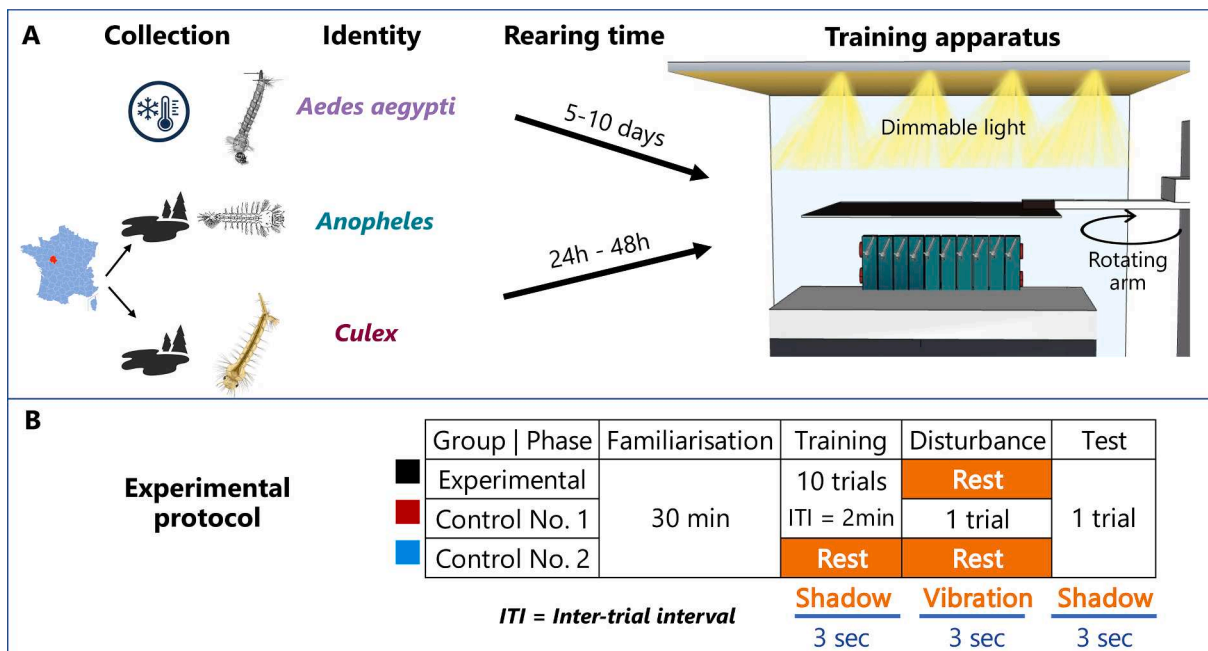 A
Collection Identity Rearing time Training apparatus
Aedes aegypti
5-10 days
Dimmable light
Anopheles
24h - 48h
Rotating
arm
Culex
B
Experimental
protocol
Group | Phase Familiarisation Training Disturbance Test
Experimental 10 trials Rest
Control No. 1 30 min ITI = 2min 1 trial 1 trial
Control No. 2 Rest Rest
ITI = Inter-trial interval
Shadow Vibration Shadow
3 sec 3 sec 3 sec